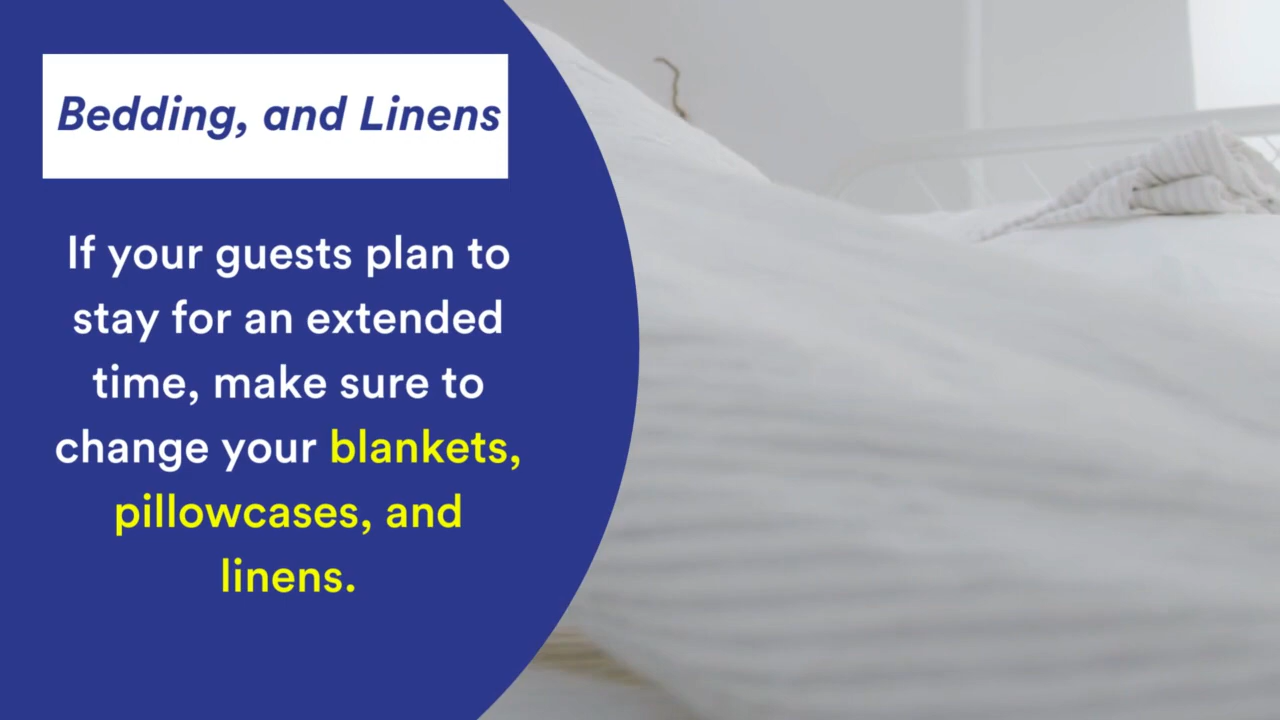 Bedding, and Linens
If your guests plan to
stay for an extended
time, make sure to
change your blankets,
pillowcases, and
linens.